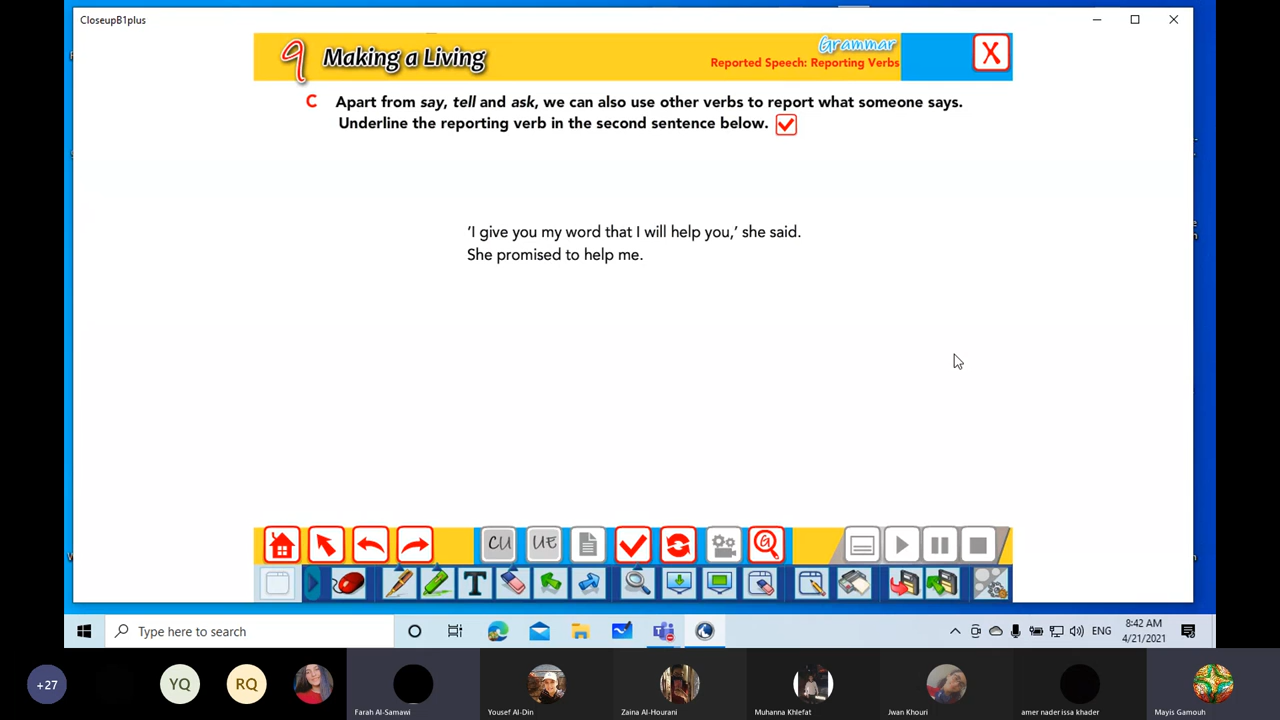 CloseupB1plus
9 Making a Living
Grammar
Reported Speech: Reporting Verbs
X
C Apart from say, tell and ask, we can also use other verbs to report what someone says.
Underline the reporting verb in the second sentence below.
‘I give you my word that I will help you,’ she said.
She promised to help me.
CU UE
T
Type here to search
ENG
8:42 AM
4/21/2021
+27
YQ
RQ
Farah Al-Samawi
Yousef Al-Din
Zaina Al-Hourani
Muhanna Khlefat
Jwan Khouri
amer nader issa khader
Mayis Gamouh